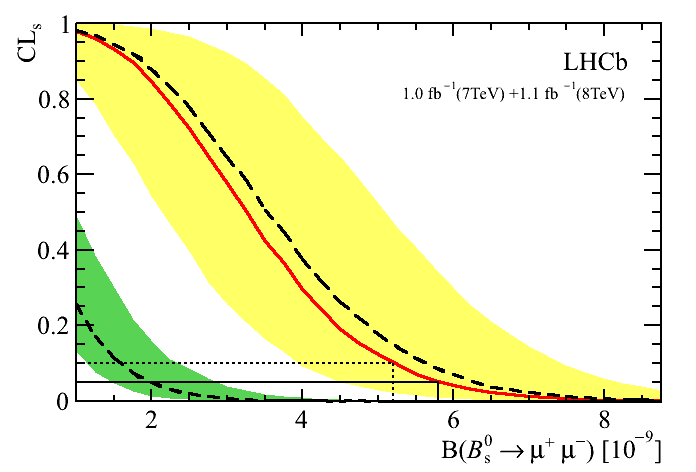 CLₛ
1
0.8
0.6
0.4
0.2
0
LHCb
1.0 fb⁻¹(7TeV) +1.1 fb⁻¹(8TeV)
2 4 6 8
B(B⁰ₛ → μ⁺ μ⁻) [10⁻⁹]